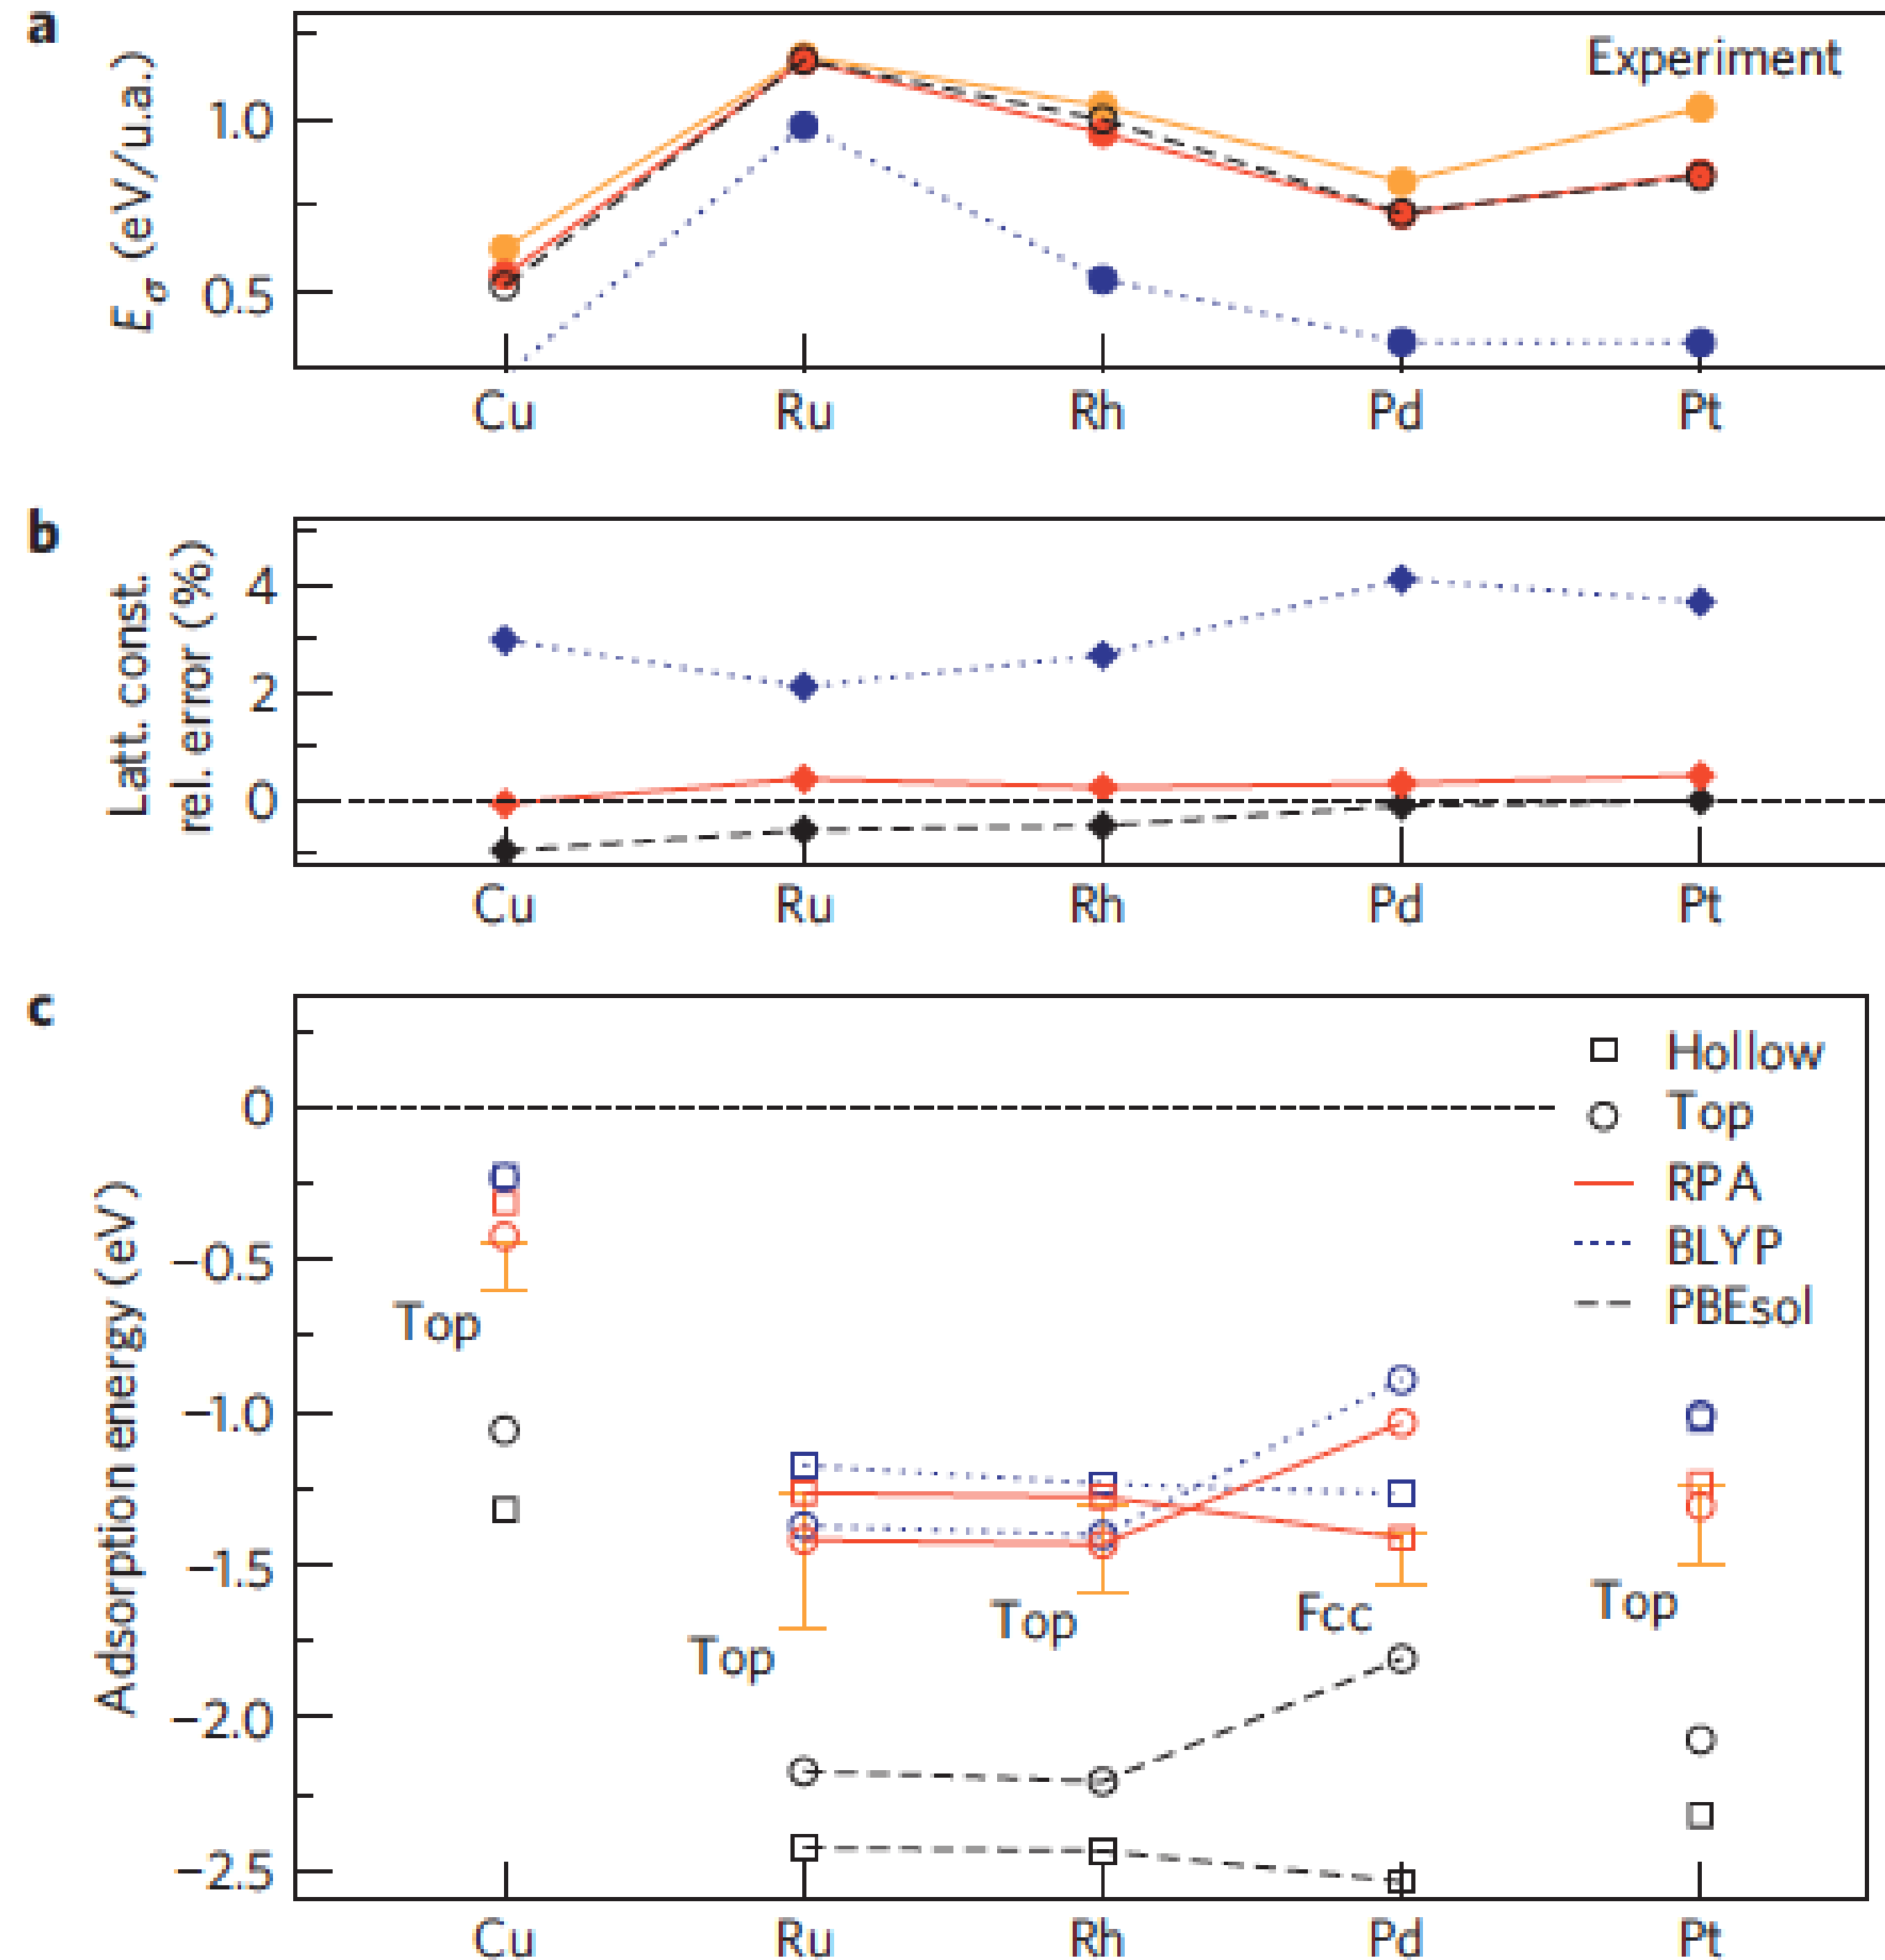 a
Experiment
Eσ (eV/u.a.)
1.0
0.5
Cu Ru Rh Pd Pt
b
Latt. const.
rel. error (%)
4
2
0
Cu Ru Rh Pd Pt
c
Adsorption energy (eV)
0
−0.5
−1.0
−1.5
−2.0
−2.5
Hollow
Top
RPA
BLYP
PBEsol
Top
Top
Top
Fcc
Top
Cu Ru Rh Pd Pt